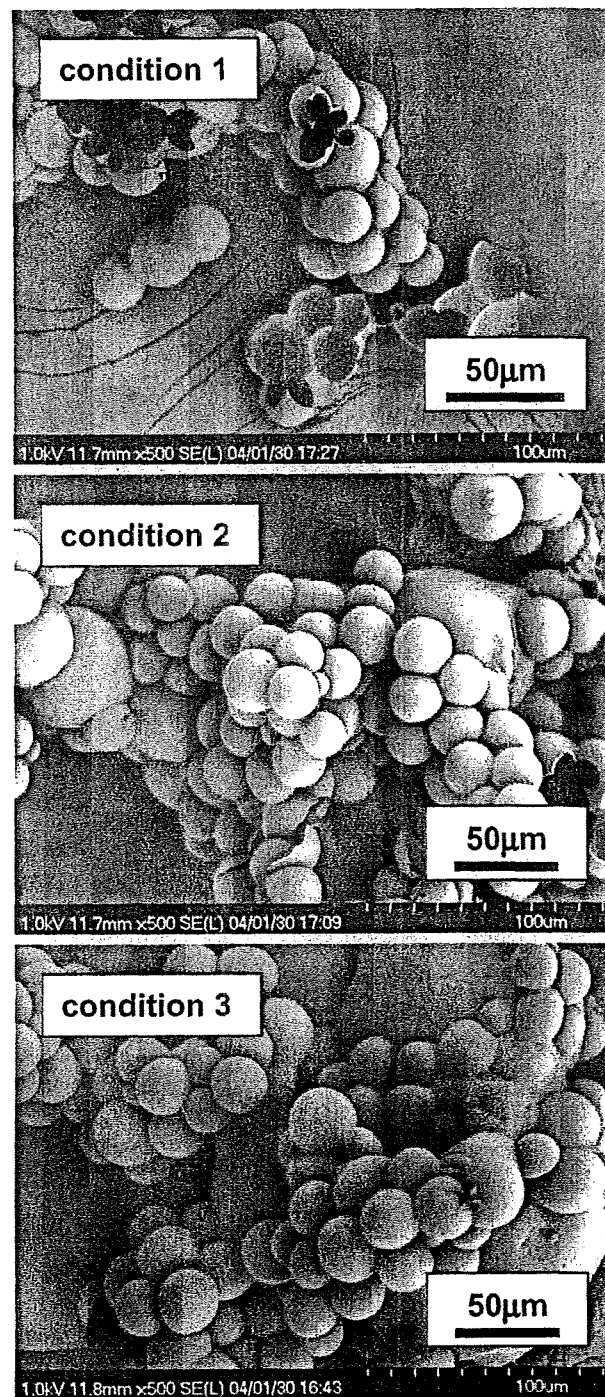 condition 1
50μm
1.0kV 11.7mm x500 SE(L) 04/01/30 17:27 100um
condition 2
50μm
1.0kV 11.7mm x500 SE(L) 04/01/30 17:09 100um
condition 3
50μm
1.0kV 11.8mm x500 SE(L) 04/01/30 16:43 100um